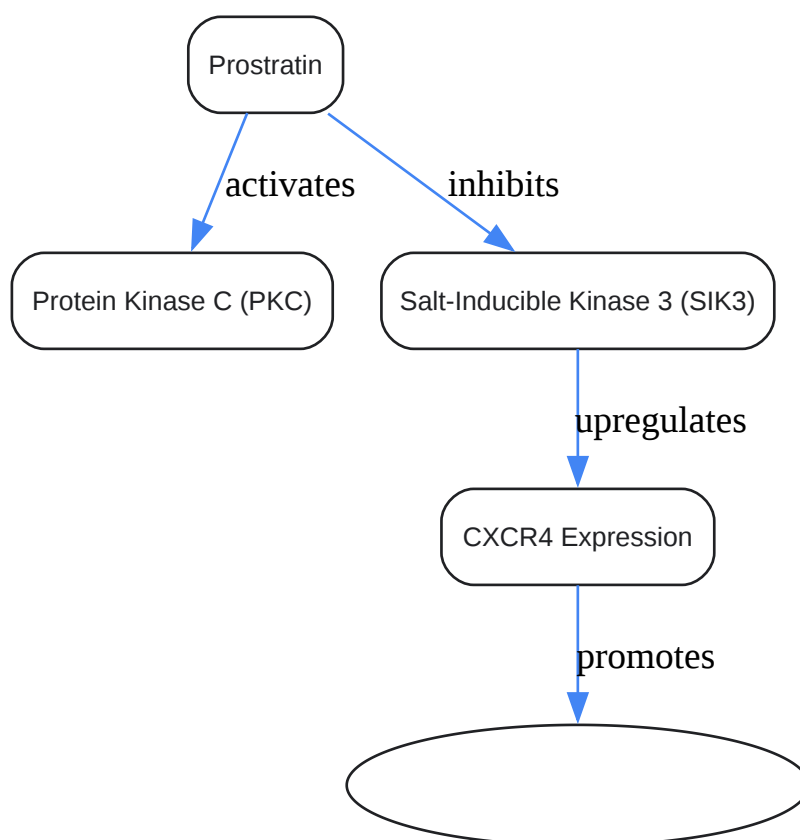 Prostratin
activates
inhibits
Protein Kinase C (PKC)
Salt-Inducible Kinase 3 (SIK3)
upregulates
CXCR4 Expression
promotes